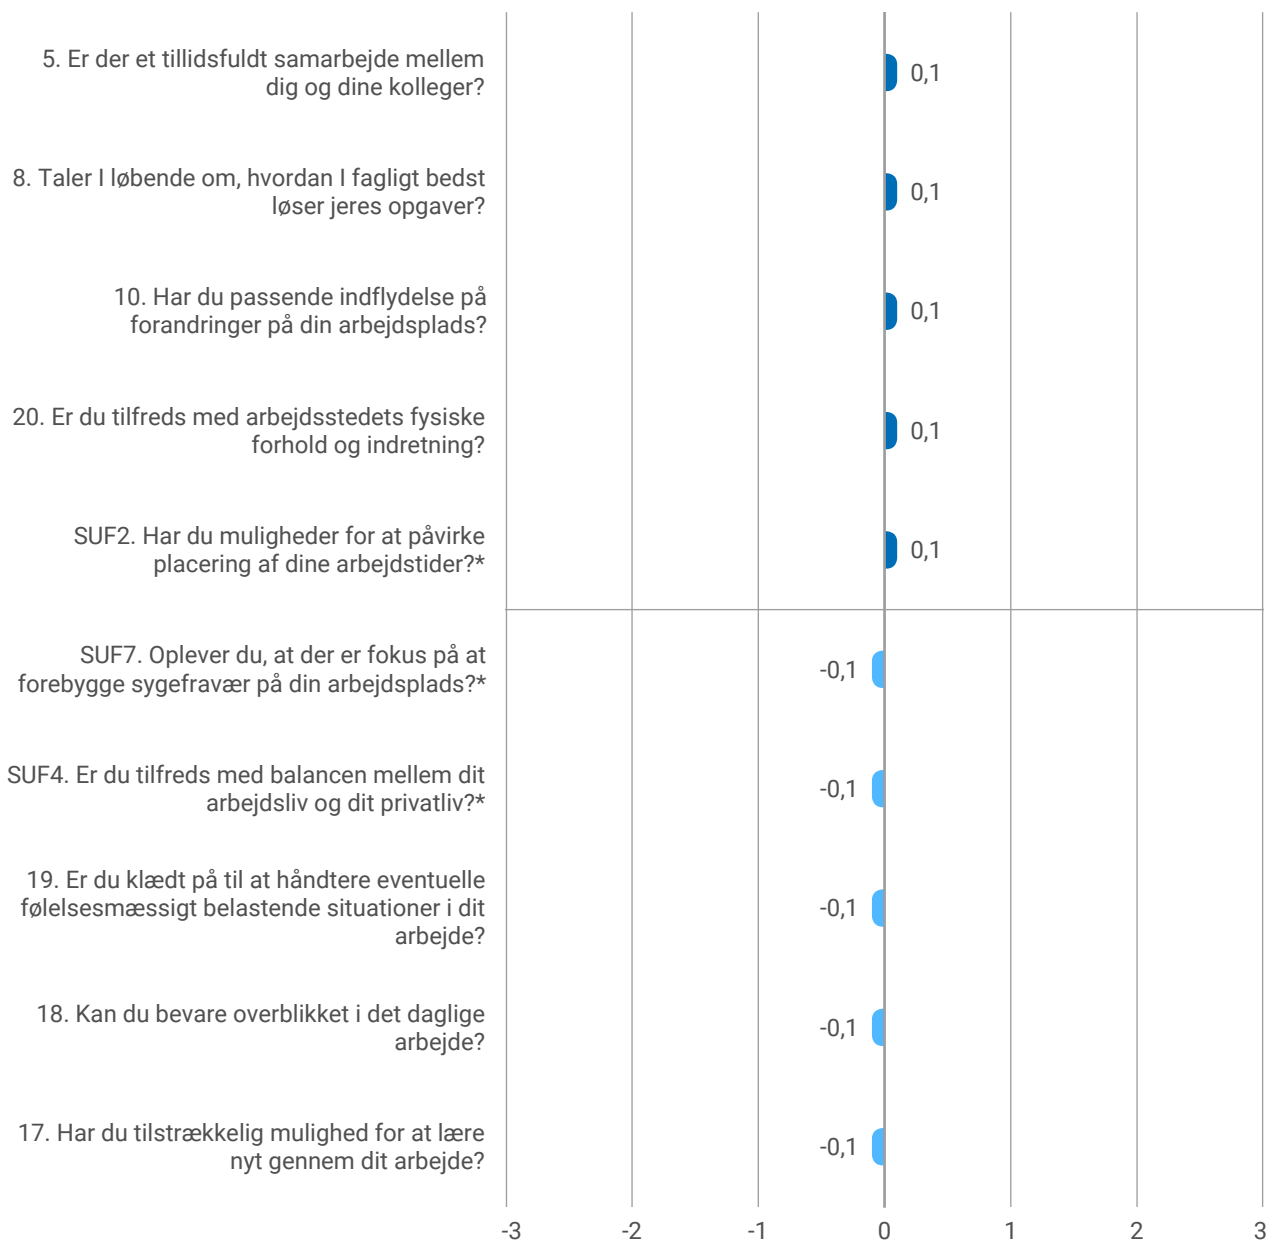 5. Er der et tillidsfuldt samarbejde mellem
dig og dine kolleger?
0,1
8. Taler I løbende om, hvordan I fagligt bedst
løser jeres opgaver?
0,1
10. Har du passende indflydelse på
forandringer på din arbejdsplads?
0,1
20. Er du tilfreds med arbejdsstedets fysiske
forhold og indretning?
0,1
SUF2. Har du muligheder for at påvirke
placering af dine arbejdstider?*
0,1
SUF7. Oplever du, at der er fokus på at
forebygge sygefravær på din arbejdsplads?*
-0,1
SUF4. Er du tilfreds med balancen mellem dit
arbejdsliv og dit privatliv?*
-0,1
19. Er du klædt på til at håndtere eventuelle
følelsesmæssigt belastende situationer i dit
arbejde?
-0,1
18. Kan du bevare overblikket i det daglige
arbejde?
-0,1
17. Har du tilstrækkelig mulighed for at lære
nyt gennem dit arbejde?
-0,1
-3 -2 -1 0 1 2 3